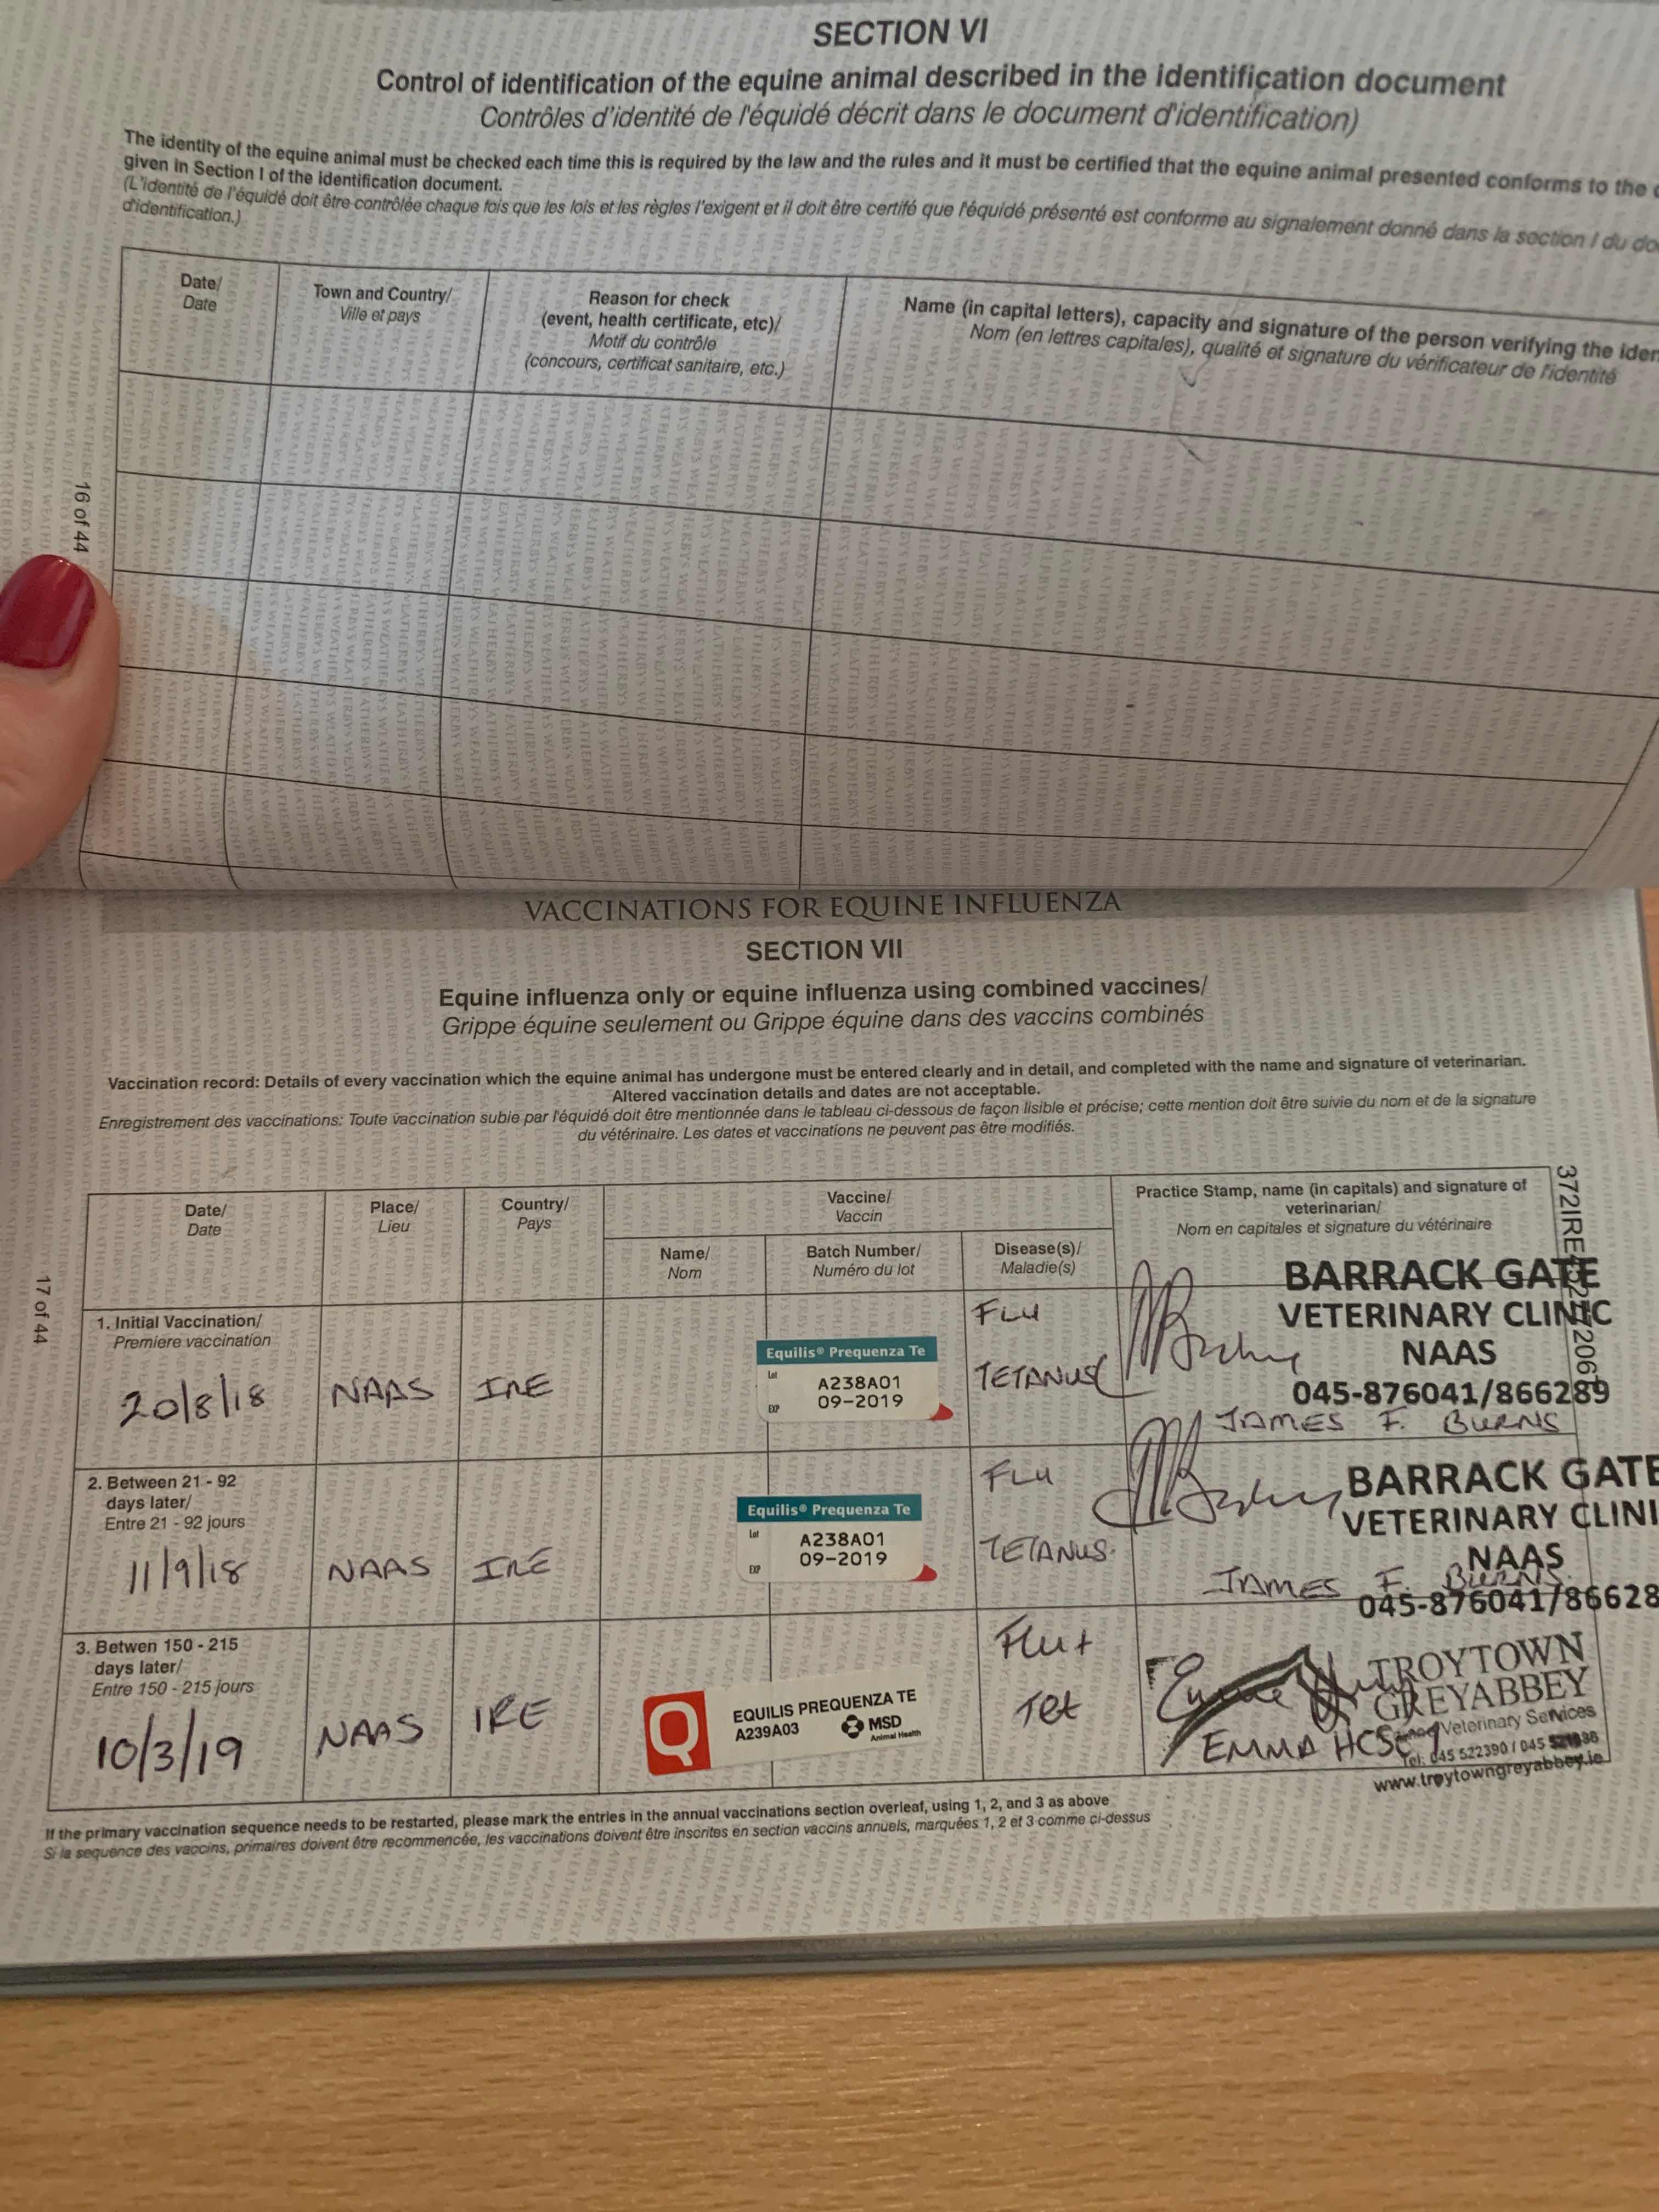 SECTION VI
Control of identification of the equine animal described in the identification document
Contrôles d'identité de l'équidé décrit dans le document d'identification)
The identity of the equine animal must be checked each time this is required by the law and the rules and it must be certified that the equine animal presented conforms to the
given in Section I of the identification document.
(L'identité de l'équidé doit être contrôlée chaque fois que les lois et les règles l'exigent et il doit être certifé que l'équidé présenté est conforme au signalement donné dans la section I du
d'identification.)
Date/
Date
Town and Country/
Ville et pays
Reason for check
(event, health certificate, etc)/
Motif du contrôle
(concours, certificat sanitaire, etc.)
Name (in capital letters), capacity and signature of the person verifying the
Nom (en lettres capitales), qualité et signature du vérificateur de l'identité
16 of 44
VACCINATIONS FOR EQUINE INFLUENZA
SECTION VII
Equine influenza only or equine influenza using combined vaccines/
Grippe équine seulement ou Grippe équine dans des vaccins combinés
Vaccination record: Details of every vaccination which the equine animal has undergone must be entered clearly and in detail, and completed with the name and signature of veterinarian.
Altered vaccination details and dates are not acceptable.
Enregistrement des vaccinations: Toute vaccination subie par l'équidé doit être mentionnée dans le tableau ci-dessous de façon lisible et précise; cette mention doit être suivie du nom et de la signature
du vétérinaire. Les dates et vaccinations ne peuvent pas être modifiés.
Date/
Date
Place/
Lieu
Country/
Pays
Vaccine/
Vaccin
Name/
Nom
Batch Number/
Numéro du lot
Disease(s)/
Maladie(s)
Practice Stamp, name (in capitals) and signature of
veterinarian/
Nom en capitales et signature du vétérinaire
17 of 44
1. Initial Vaccination/
Premiere vaccination
20/8/18
NAAS
IRE
Equilis® Prequenza Te
Lot
A238A01
EXP
09-2019
FLU
TETANUS
BARRACK GATE
VETERINARY CLINIC
NAAS
045-876041/866289
JAMES F. BURNS
2. Between 21 - 92
days later/
Entre 21 - 92 jours
11/9/18
NAAS
IRE
Equilis® Prequenza Te
Lot
A238A01
09-2019
EXP
FLU
TETANUS.
BARRACK GATE
VETERINARY CLINI
NAAS
JAMES F. BURNS.
045-876041/86628
3. Betwen 150 - 215
days later/
Entre 150 - 215 jours
10/3/19
NAAS
IRE
Q
EQUILIS PREQUENZA TE
A239A03
MSD
Animal Health
Flu +
Tet
TROYTOWN
GREYABBEY
Veterinary Services
EMMA
Tel: 045 522390 / 045
www.troytowngreyabbey.ie
If the primary vaccination sequence needs to be restarted, please mark the entries in the annual vaccinations section overleaf, using 1, 2, and 3 as above
Si la sequence des vaccins, primaires doivent être recommencée, les vaccinations doivent être inscrites en section vaccins annuels, marquées 1, 2 et 3 comme ci-dessus